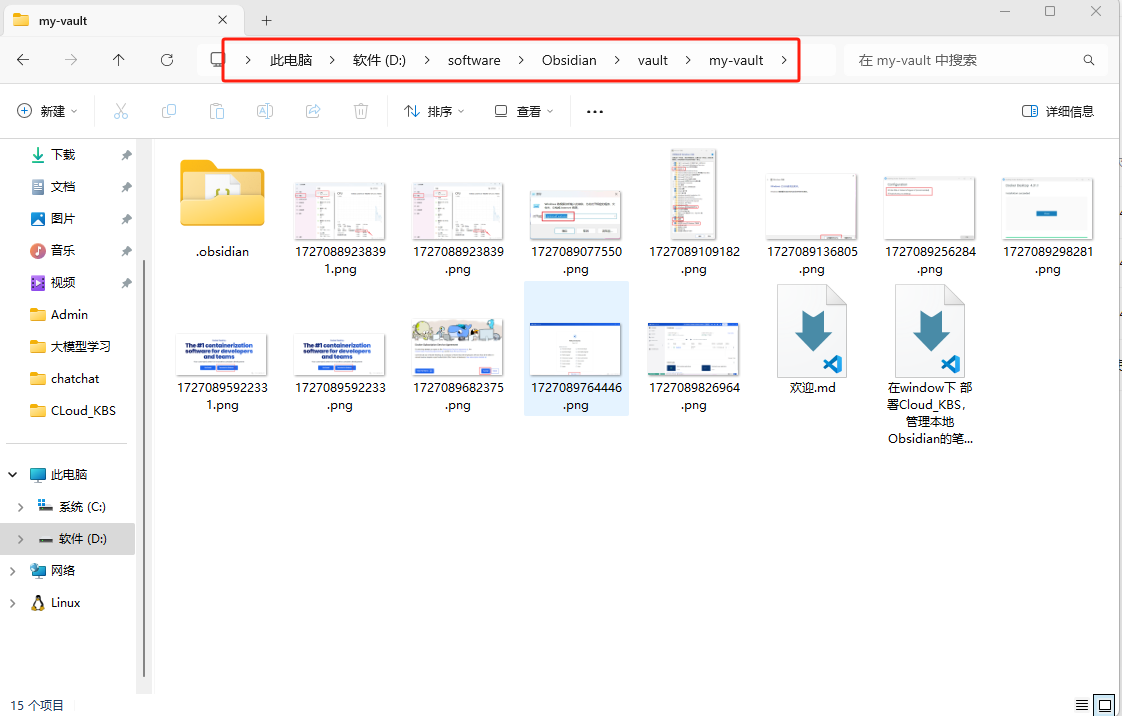 my-vault
此电脑 > 软件 (D:) > software > Obsidian > vault > my-vault >
在 my-vault 中搜索
新建
排序
查看
详细信息
下载
文档
图片
音乐
视频
Admin
大模型学习
chatchat
CLoud_KBS
此电脑
系统 (C:)
软件 (D:)
网络
Linux
.obsidian
1727088923839
1.png
1727088923839
.png
1727089077550
.png
1727089109182
.png
1727089136805
.png
1727089256284
.png
1727089298281
.png
The #1 containerization
software for developers
and teams
1727089592233
1.png
The #1 containerization
software for developers
and teams
1727089592233
.png
1727089682375
.png
1727089764446
.png
1727089826964
.png
欢迎.md
在window下 部
署Cloud_KBS，
管理本地
Obsidian的笔...
15 个项目